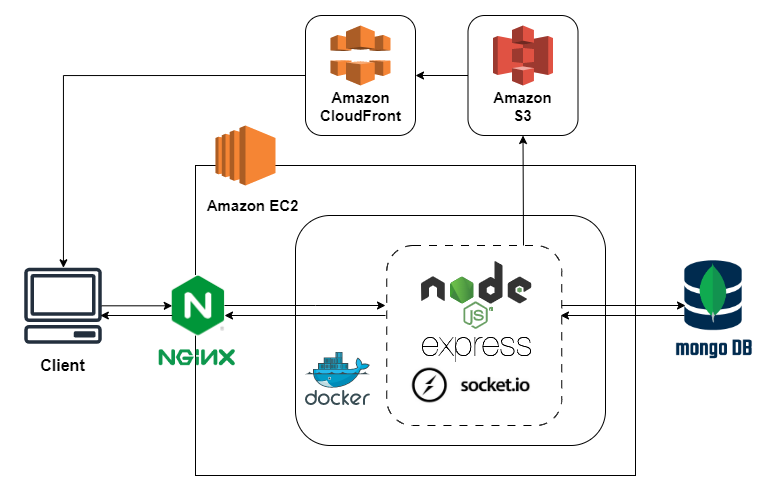 Amazon
CloudFront
Amazon
S3
Amazon EC2
Client
N
NGINX
docker
node
JS
express
socket.io
mongo DB